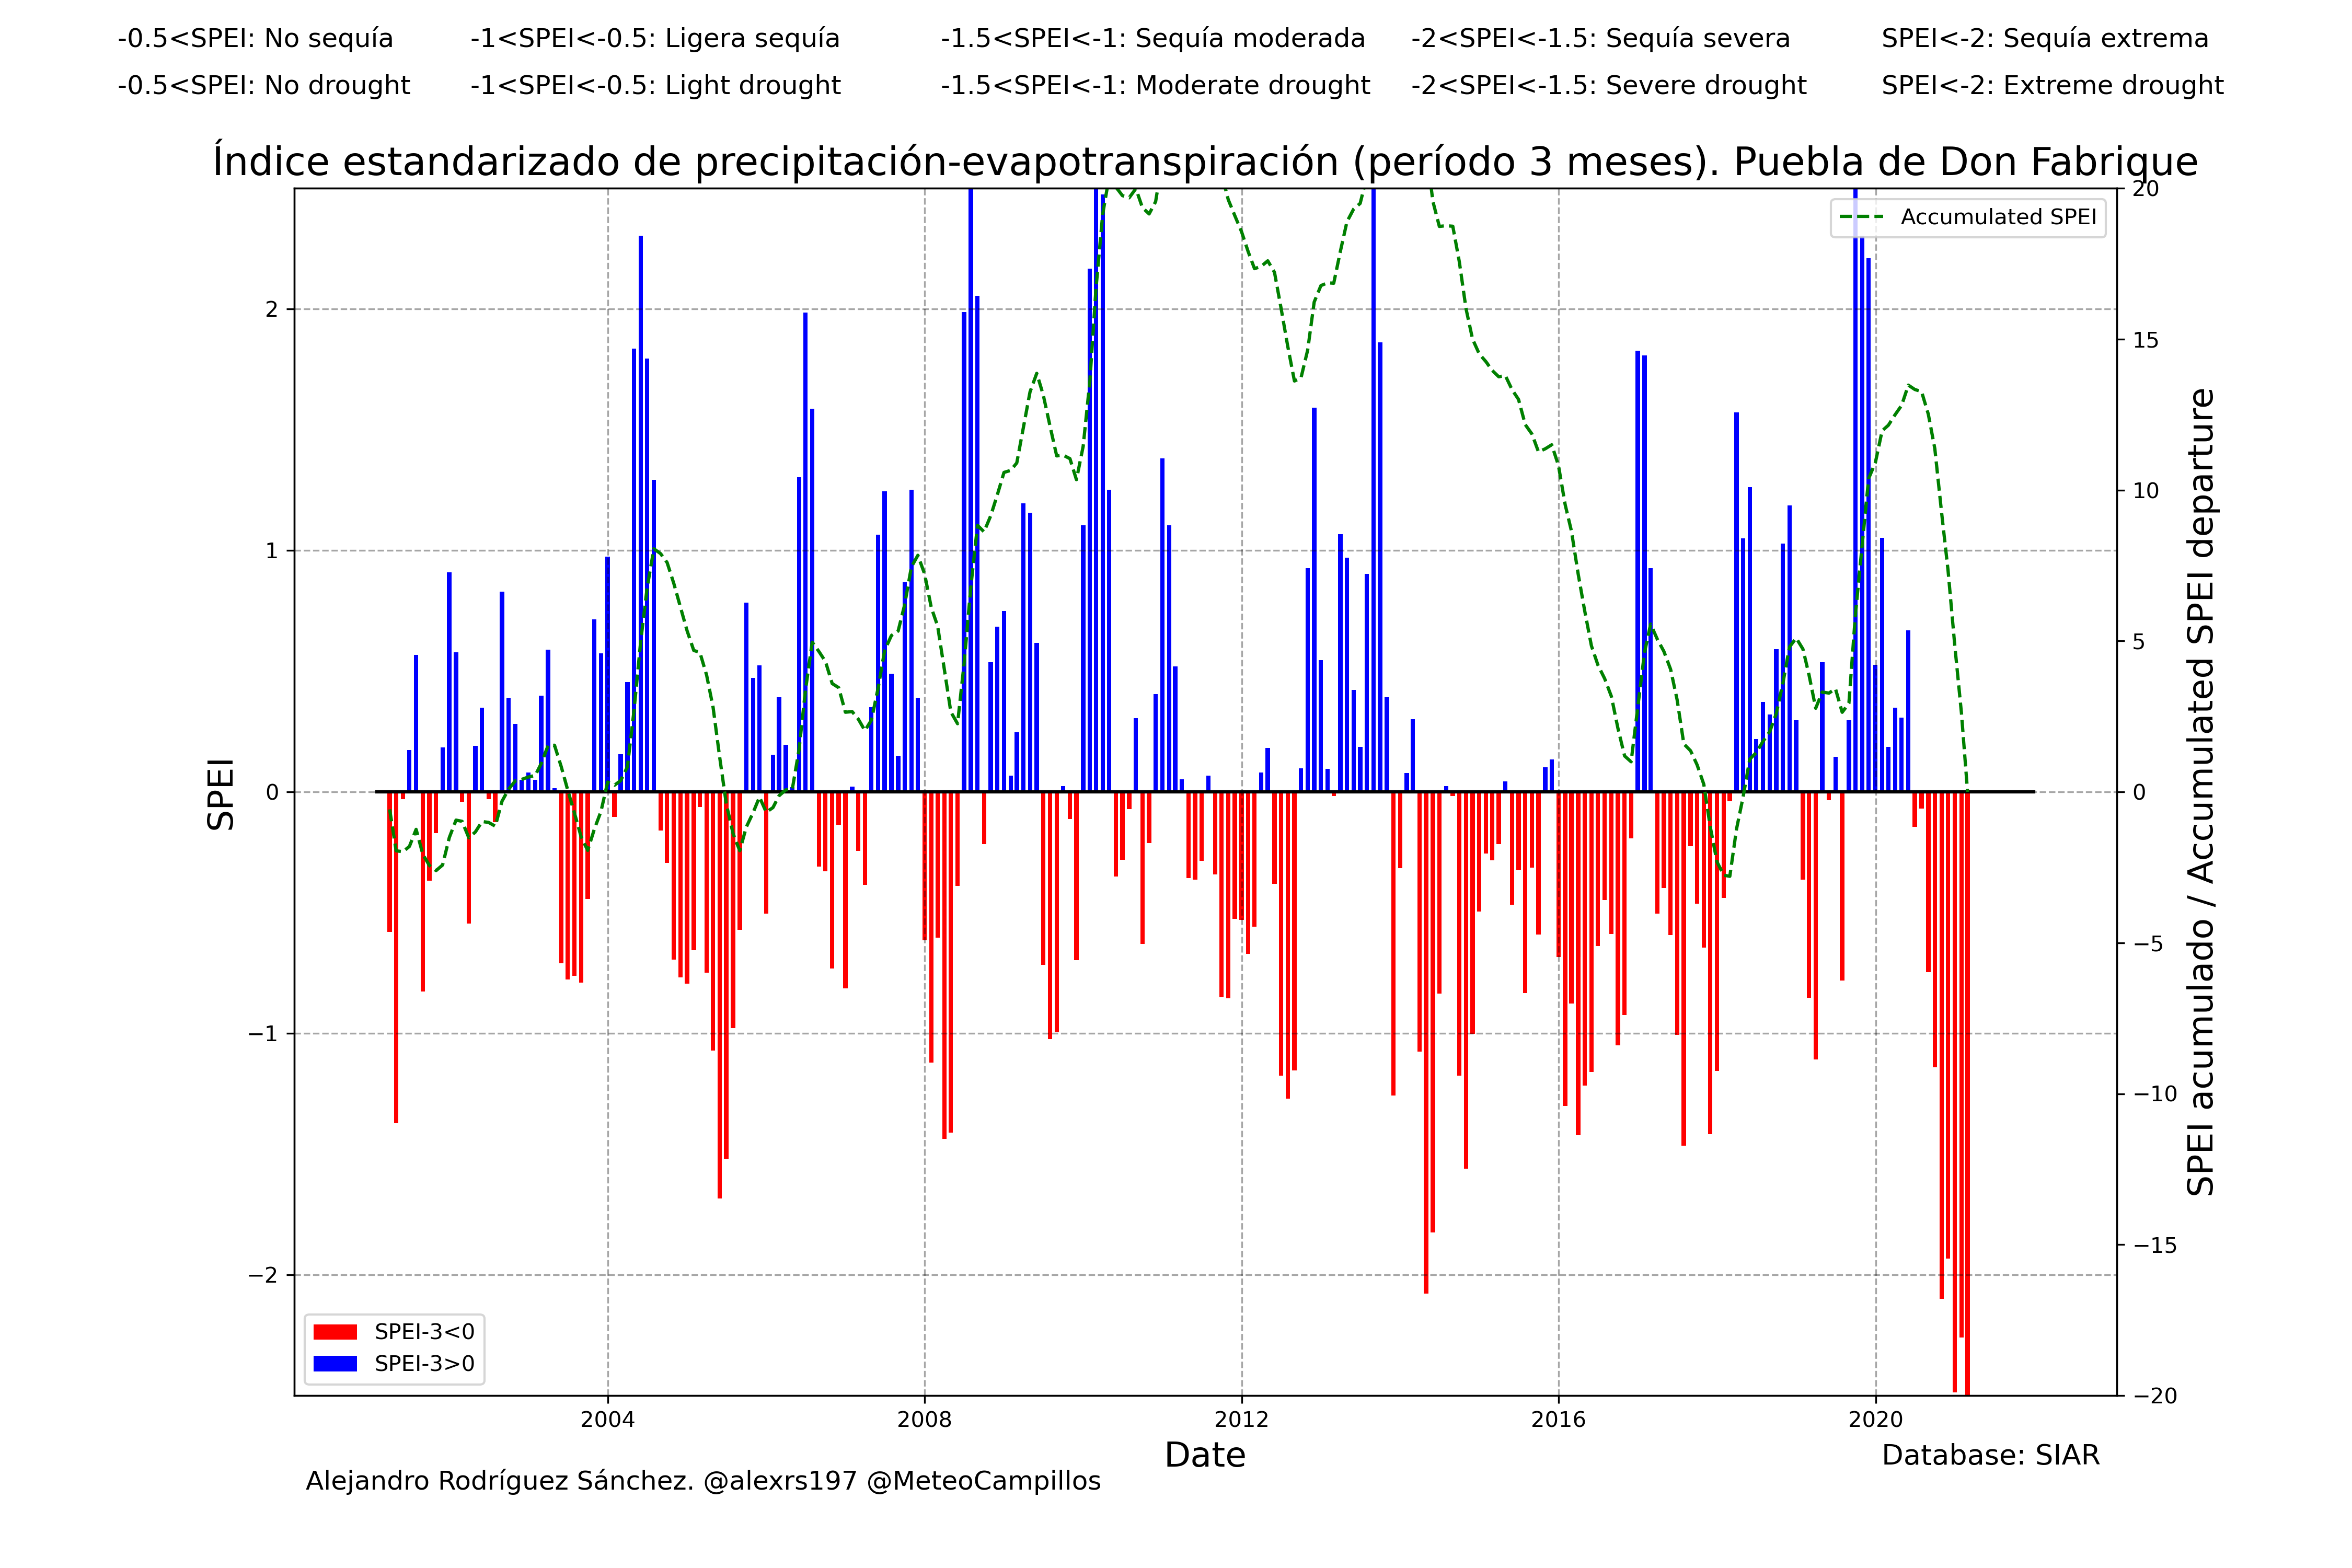 -0.5<SPEI: No sequía -1<SPEI<-0.5: Ligera sequía -1.5<SPEI<-1: Sequía moderada -2<SPEI<-1.5: Sequía severa SPEI<-2: Sequía extrema
-0.5<SPEI: No drought -1<SPEI<-0.5: Light drought -1.5<SPEI<-1: Moderate drought -2<SPEI<-1.5: Severe drought SPEI<-2: Extreme drought
Índice estandarizado de precipitación-evapotranspiración (período 3 meses). Puebla de Don Fabrique
Accumulated SPEI
SPEI
2
1
0
−1
−2
20
15
10
5
0
−5
−10
−15
−20
SPEI acumulado / Accumulated SPEI departure
SPEI-3<0
SPEI-3>0
2004 2008 2012 2016 2020
Date
Database: SIAR
Alejandro Rodríguez Sánchez. @alexrs197 @MeteoCampillos